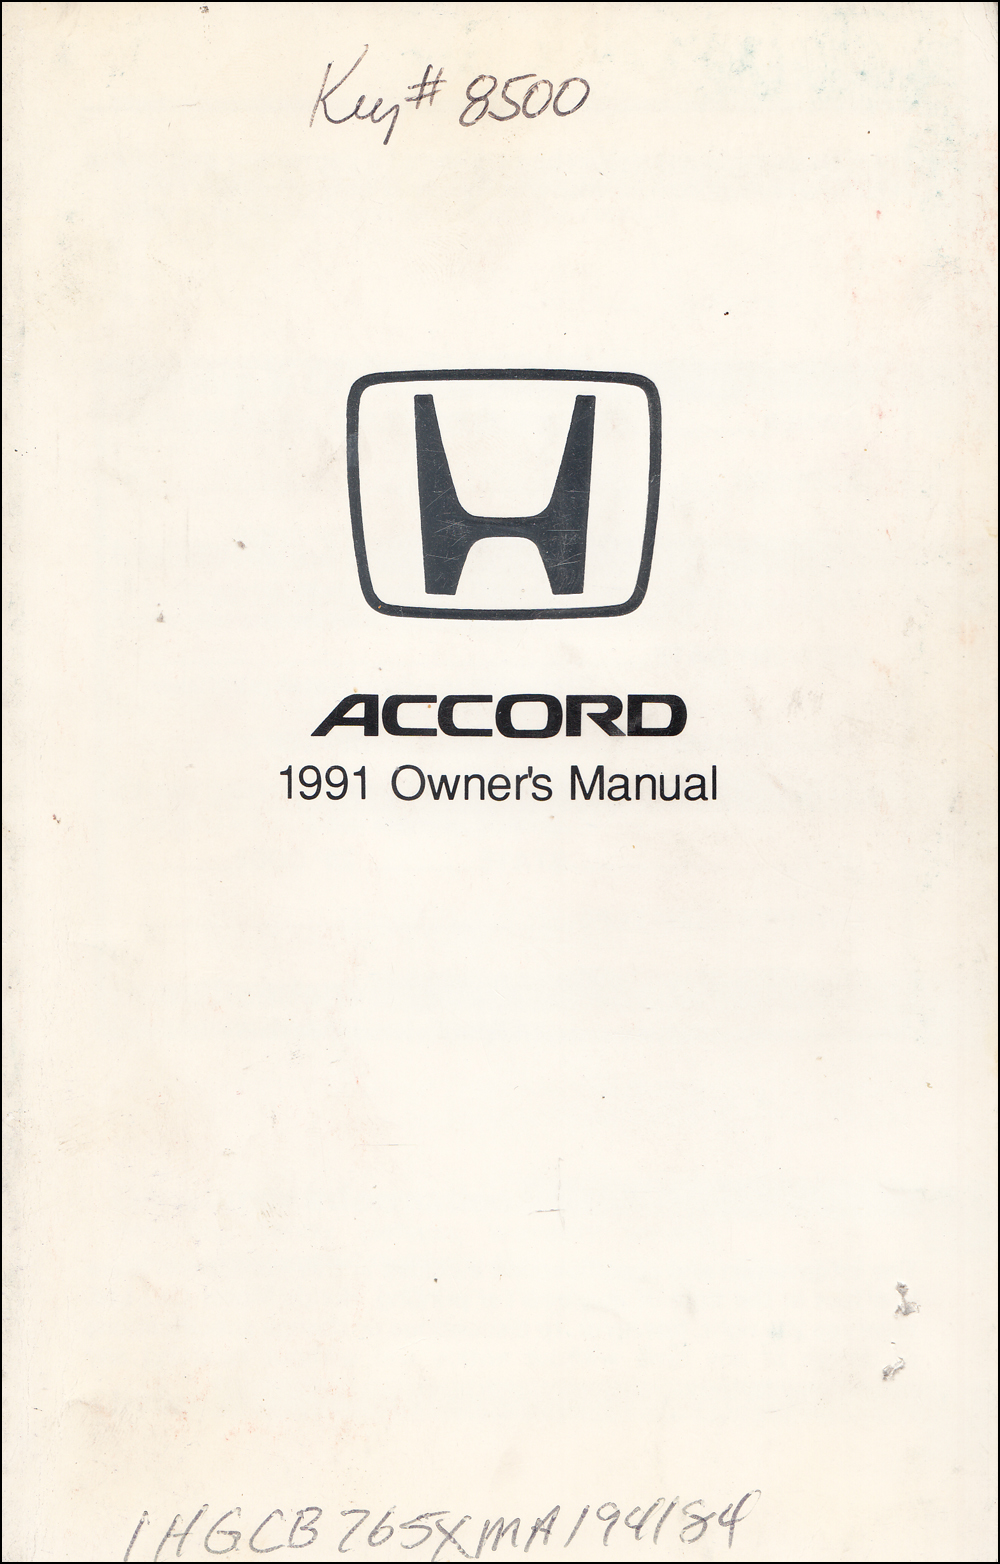 Key# 8500
ACCORD
1991 Owner's Manual
1HGCB765XMA194184